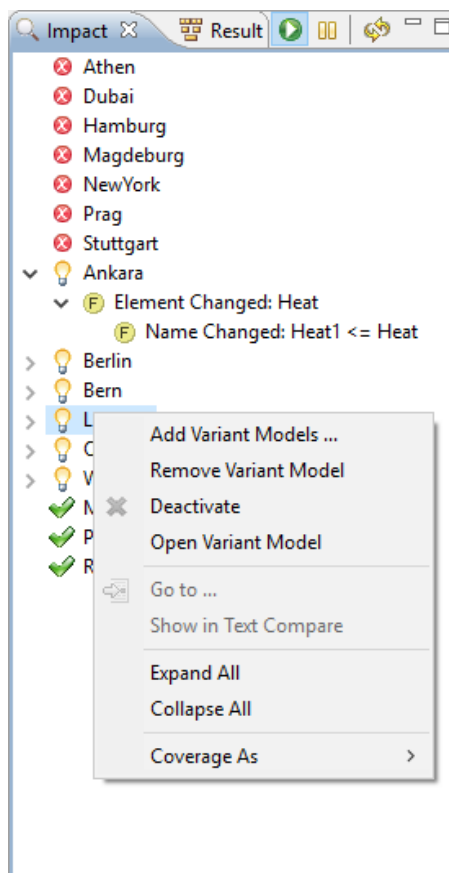 Impact Result
Athen
Dubai
Hamburg
Magdeburg
NewYork
Prag
Stuttgart
Ankara
F Element Changed: Heat
F Name Changed: Heat1 <= Heat
Berlin
Bern
L
Add Variant Models ...
Remove Variant Model
Deactivate
Open Variant Model
Go to ...
Show in Text Compare
Expand All
Collapse All
Coverage As